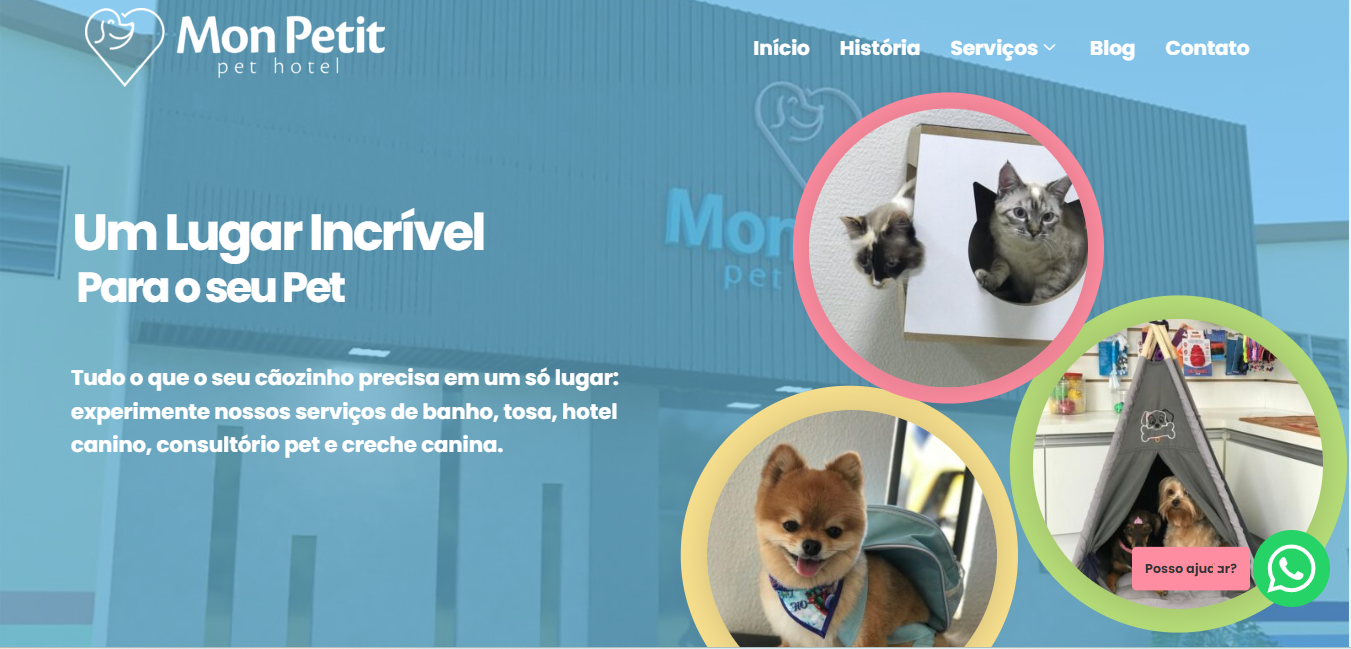 Mon Petit
pet hotel
Início
História
Serviços
Blog
Contato
Mon
pet
Um Lugar Incrível
Para o seu Pet
Tudo o que o seu cãozinho precisa em um só lugar:
experimente nossos serviços de banho, tosa, hotel
canino, consultório pet e creche canina.
Posso ajudar?